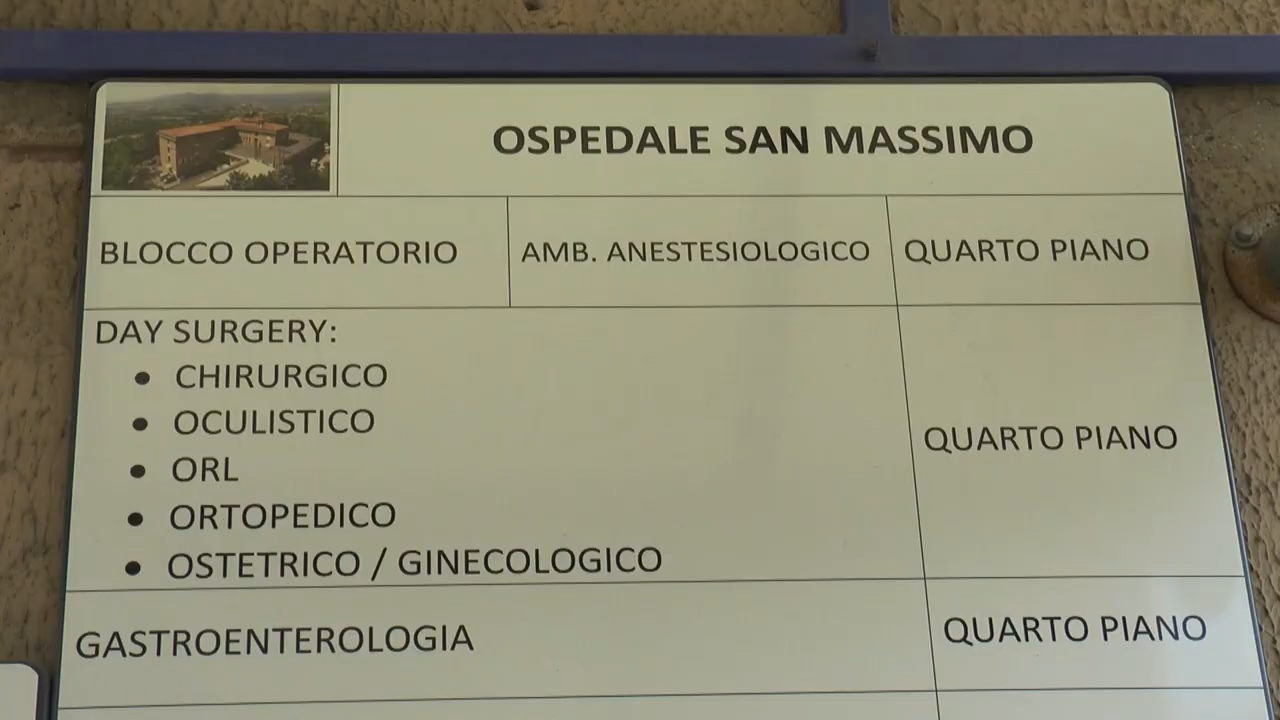 OSPEDALE SAN MASSIMO
BLOCCO OPERATORIO AMB. ANESTESIOLOGICO QUARTO PIANO
DAY SURGERY:
• CHIRURGICO
• OCULISTICO
• ORL
• ORTOPEDICO
• OSTETRICO / GINECOLOGICO
QUARTO PIANO
GASTROENTEROLOGIA QUARTO PIANO